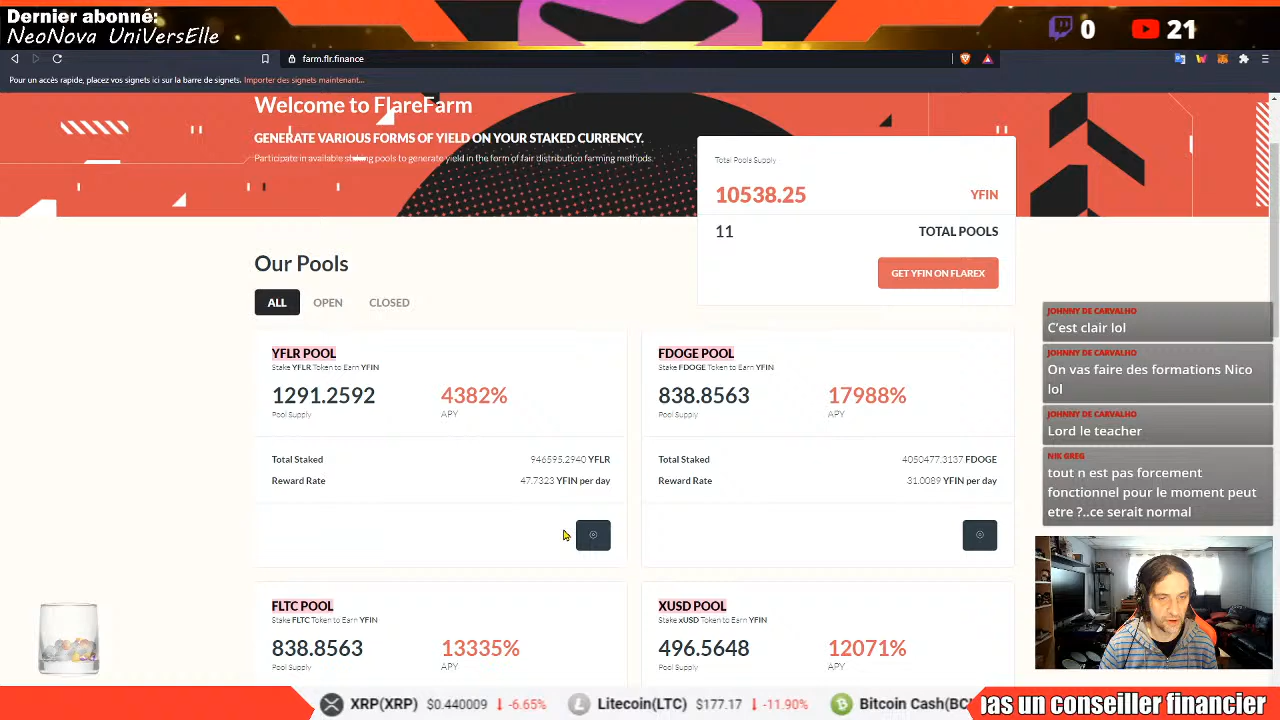 Dernier abonné:
NeoNova UniVersElle
0
21
farm.flr.finance
Pour un accès rapide, placez vos signets ici sur la barre de signets. Importer des signets maintenant...
Welcome to FlareFarm
GENERATE VARIOUS FORMS OF YIELD ON YOUR STAKED CURRENCY.
Participate in available staking pools to generate yield in the form of fair distribution farming methods.
Total Pools Supply
10538.25 YFIN
11 TOTAL POOLS
GET YFIN ON FLAREX
Our Pools
ALL OPEN CLOSED
YFLR POOL
Stake YFLR Token to Earn YFIN
1291.2592 4382%
Pool Supply APY
Total Staked 946595.2940 YFLR
Reward Rate 47.7323 YFIN per day
FDOGE POOL
Stake FDOGE Token to Earn YFIN
838.8563 17988%
Pool Supply APY
Total Staked 4050477.3137 FDOGE
Reward Rate 31.0089 YFIN per day
FLTC POOL
Stake FLTC Token to Earn YFIN
838.8563 13335%
Pool Supply APY
XUSD POOL
Stake xUSD Token to Earn YFIN
496.5648 12071%
Pool Supply APY
JOHNNY DE CARVALHO
C'est clair lol
JOHNNY DE CARVALHO
On vas faire des formations Nico
lol
JOHNNY DE CARVALHO
Lord le teacher
NIK GREG
tout n est pas forcement
fonctionnel pour le moment peut
etre ?..ce serait normal
XRP(XRP) $0.440009 -6.65% Litecoin(LTC) $177.17 -11.90% Bitcoin Cash(BC
pas un conseiller financier